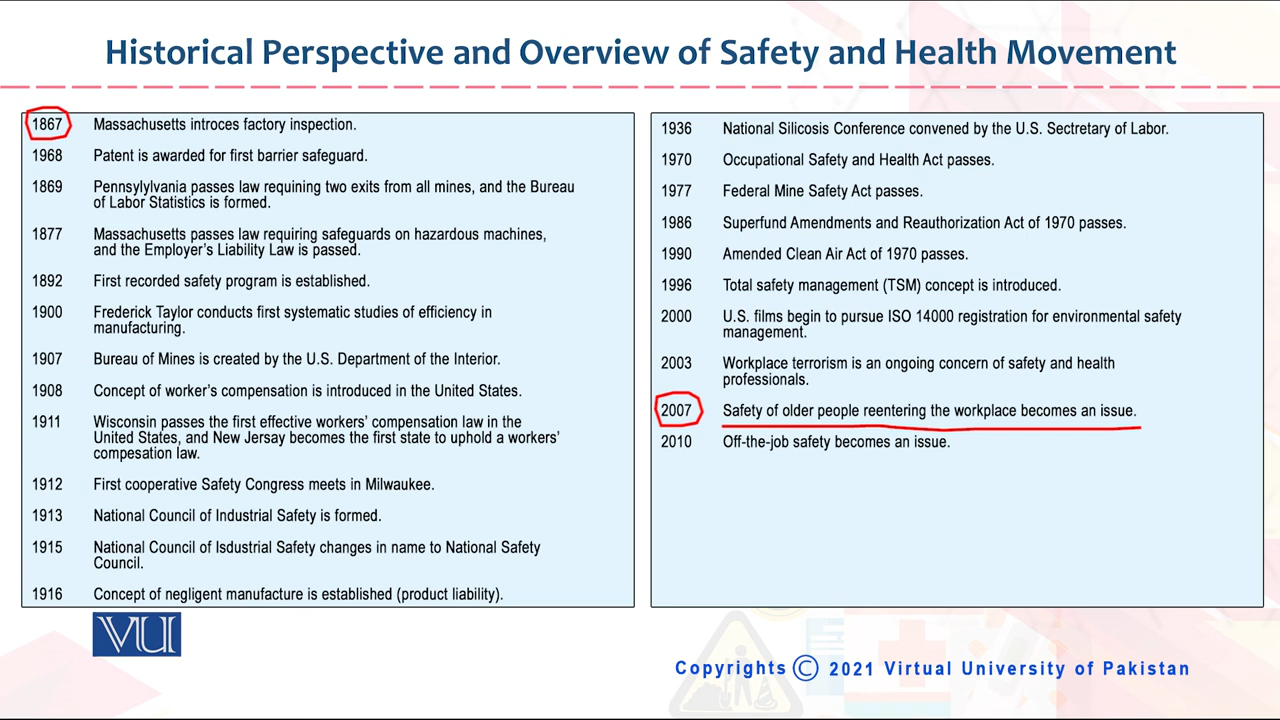 Historical Perspective and Overview of Safety and Health Movement
1867 Massachusetts introces factory inspection.
1968 Patent is awarded for first barrier safeguard.
1869 Pennsylylvania passes law requining two exits from all mines, and the Bureau
of Labor Statistics is formed.
1877 Massachusetts passes law requiring safeguards on hazardous machines,
and the Employer's Liability Law is passed.
1892 First recorded safety program is established.
1900 Frederick Taylor conducts first systematic studies of efficiency in
manufacturing.
1907 Bureau of Mines is created by the U.S. Department of the Interior.
1908 Concept of worker's compensation is introduced in the United States.
1911 Wisconsin passes the first effective workers' compensation law in the
United States, and New Jersay becomes the first state to uphold a workers'
compesation law.
1912 First cooperative Safety Congress meets in Milwaukee.
1913 National Council of Industrial Safety is formed.
1915 National Council of Isdustrial Safety changes in name to National Safety
Council.
1916 Concept of negligent manufacture is established (product liability).
1936 National Silicosis Conference convened by the U.S. Sectretary of Labor.
1970 Occupational Safety and Health Act passes.
1977 Federal Mine Safety Act passes.
1986 Superfund Amendments and Reauthorization Act of 1970 passes.
1990 Amended Clean Air Act of 1970 passes.
1996 Total safety management (TSM) concept is introduced.
2000 U.S. films begin to pursue ISO 14000 registration for environmental safety
management.
2003 Workplace terrorism is an ongoing concern of safety and health
professionals.
2007 Safety of older people reentering the workplace becomes an issue.
2010 Off-the-job safety becomes an issue.
VU
Copyrights © 2021 Virtual University of Pakistan